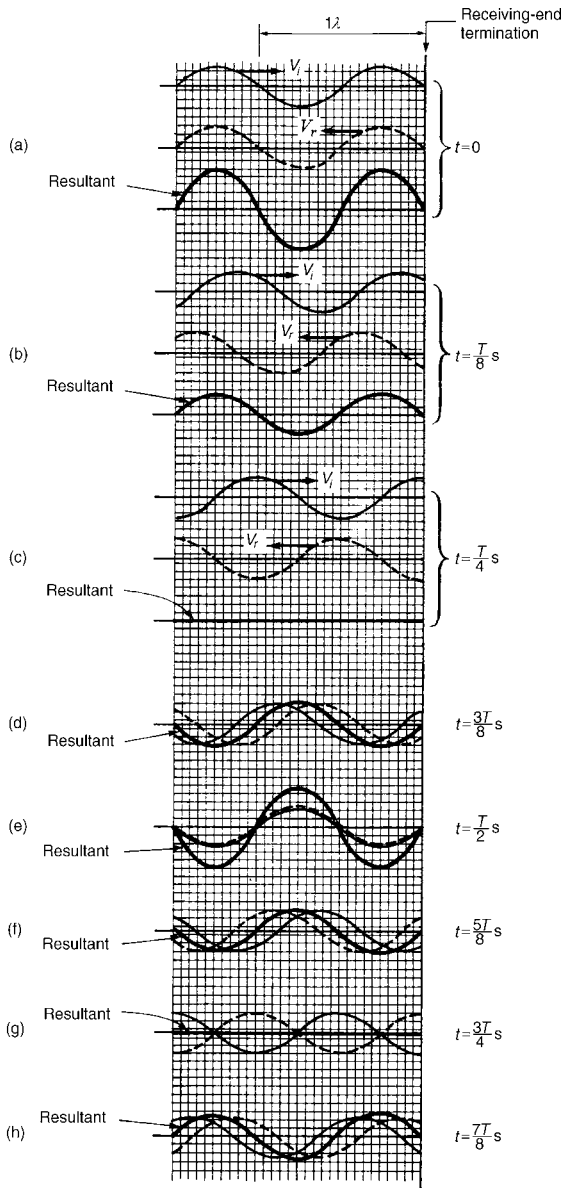 1λ
Receiving-end
termination
V_i
V_r
(a)
t=0
Resultant
V_i
V_r
(b)
t=T/8 s
Resultant
V_i
V_r
(c)
t=T/4 s
Resultant
(d)
t=3T/8 s
Resultant
(e)
t=T/2 s
Resultant
(f)
t=5T/8 s
Resultant
Resultant
(g)
t=3T/4 s
Resultant
(h)
t=7T/8 s